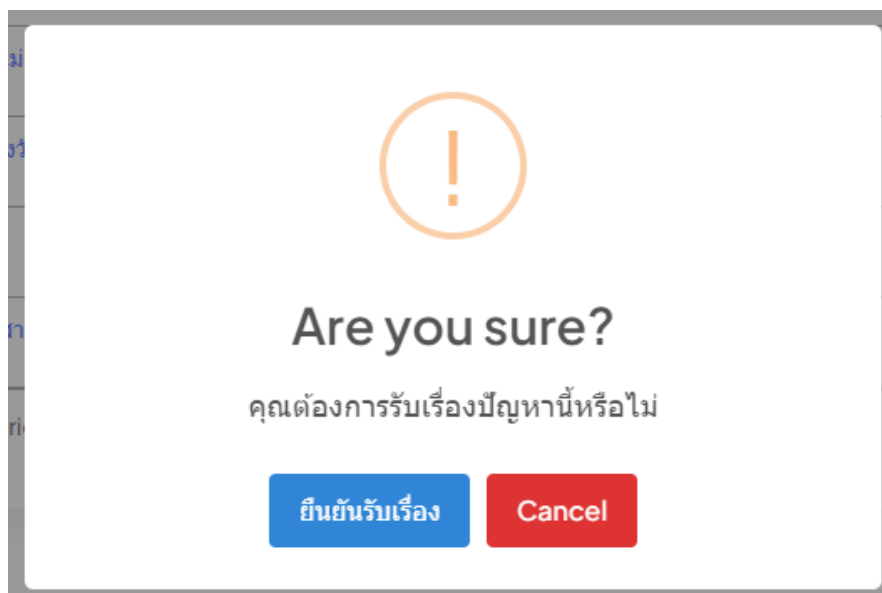 Are you sure?
คุณต้องการรับเรื่องปัญหานี้หรือไม่
ยืนยันรับเรื่อง
Cancel